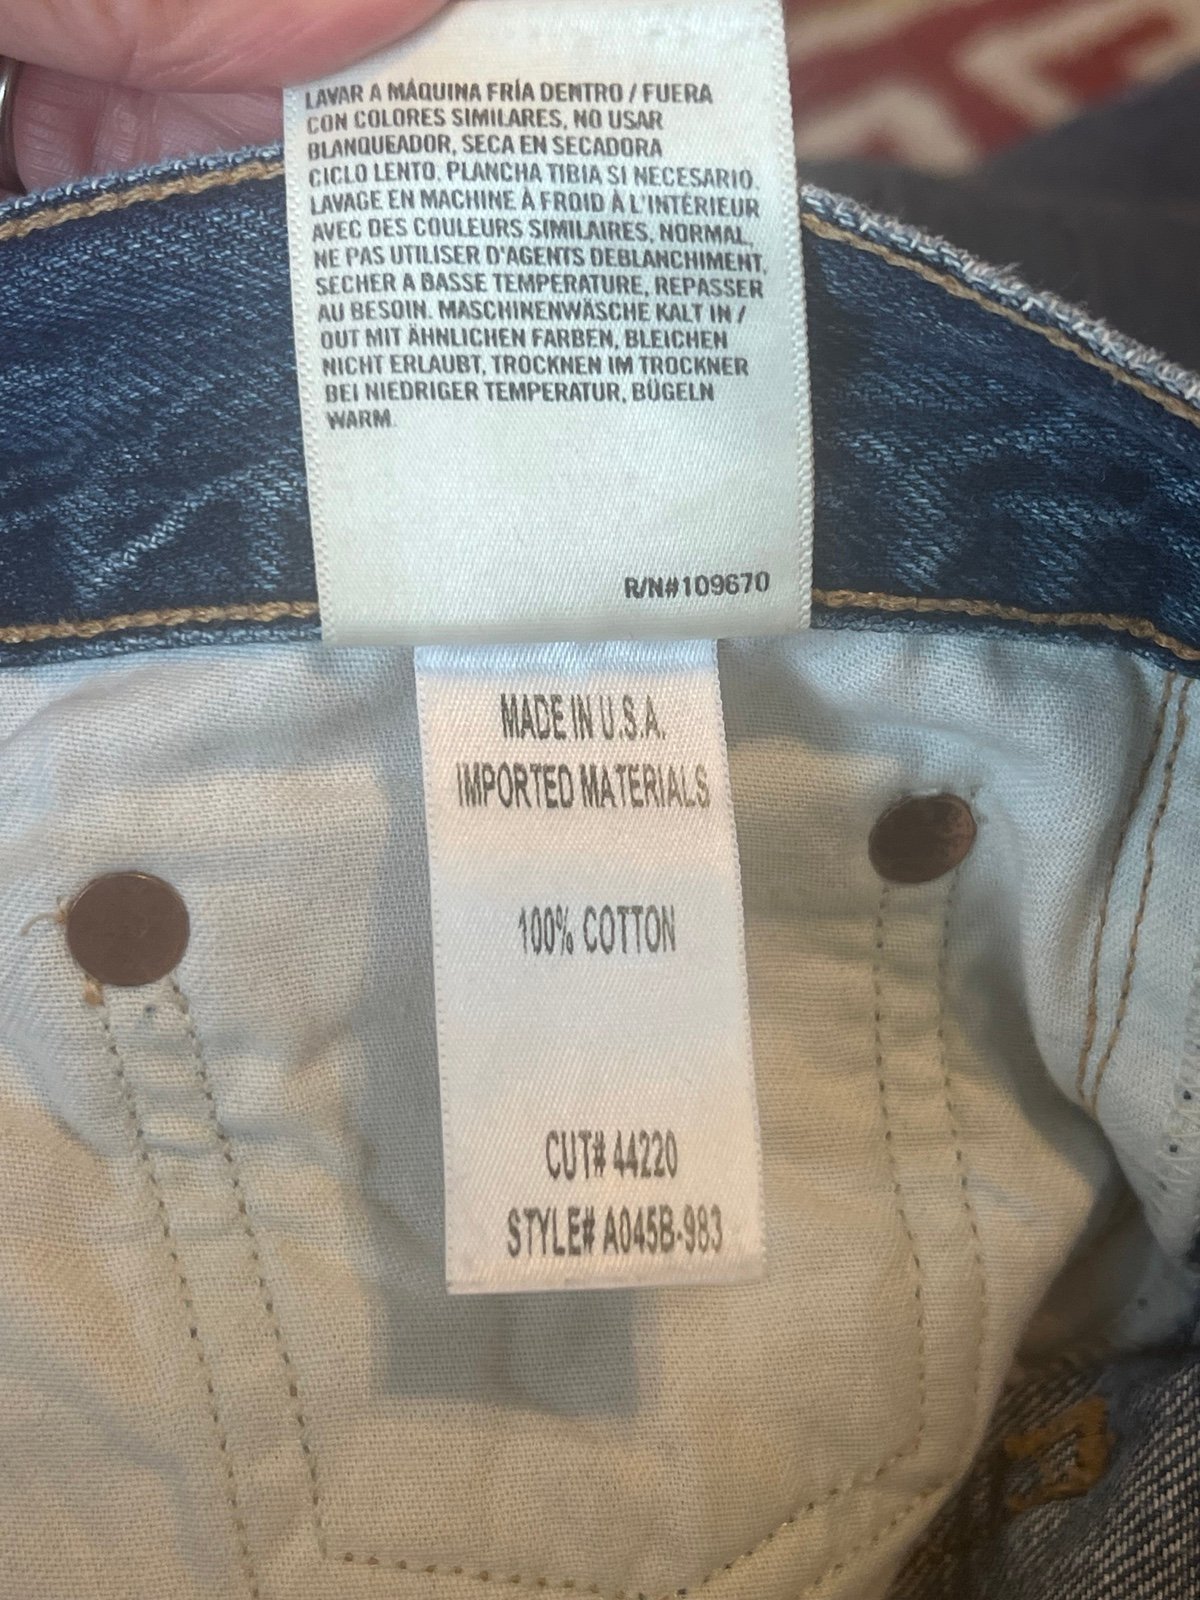 LAVAR A MÁQUINA FRÍA DENTRO / FUERA
CON COLORES SIMILARES, NO USAR
BLANQUEADOR, SECA EN SECADORA
CICLO LENTO. PLANCHA TIBIA SI NECESARIO.
LAVAGE EN MACHINE À FROID À L'INTÉRIEUR
AVEC DES COULEURS SIMILAIRES, NORMAL,
NE PAS UTILISER D'AGENTS DEBLANCHIMENT,
SECHER A BASSE TEMPERATURE, REPASSER
AU BESOIN. MASCHINENWÄSCHE KALT IN /
OUT MIT ÄHNLICHEN FARBEN, BLEICHEN
NICHT ERLAUBT, TROCKNEN IM TROCKNER
BEI NIEDRIGER TEMPERATUR, BÜGELN
WARM.
R/N#109670
MADE IN U.S.A.
IMPORTED MATERIALS
100% COTTON
CUT# 44220
STYLE# A045B-983